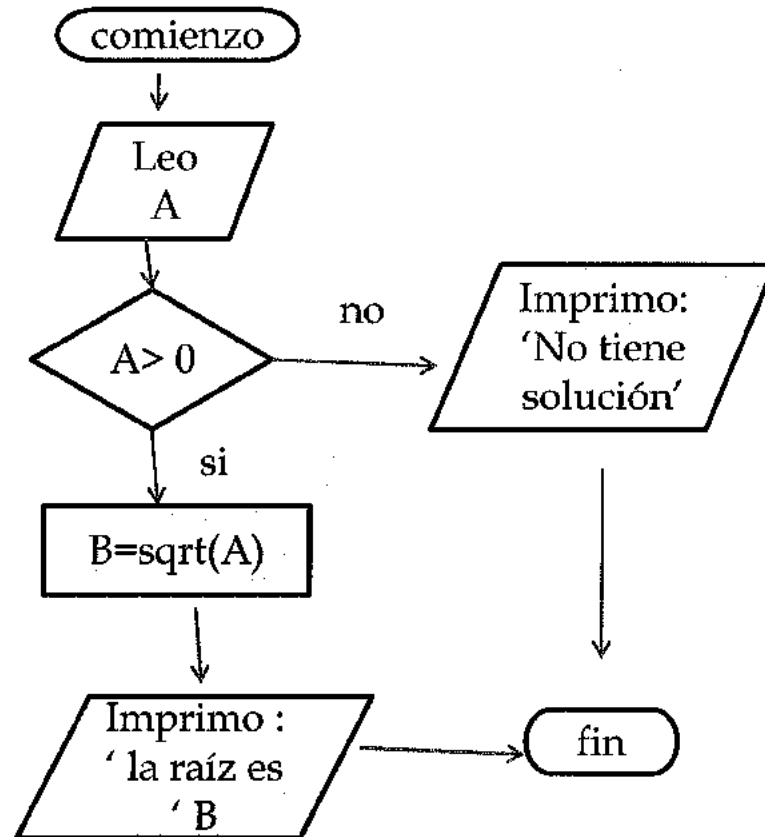 comienzo
Leo
A
A> 0
no
si
Imprimo:
‘No tiene
solución’
B=sqrt(A)
Imprimo :
‘ la raíz es
‘ B
fin